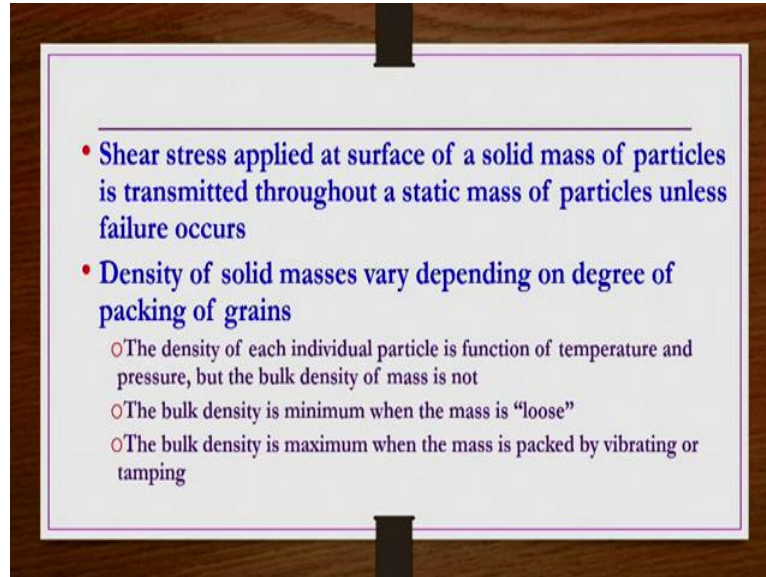 • Shear stress applied at surface of a solid mass of particles
is transmitted throughout a static mass of particles unless
failure occurs
• Density of solid masses vary depending on degree of
packing of grains
oThe density of each individual particle is function of temperature and
pressure, but the bulk density of mass is not
oThe bulk density is minimum when the mass is “loose”
oThe bulk density is maximum when the mass is packed by vibrating or
tamping